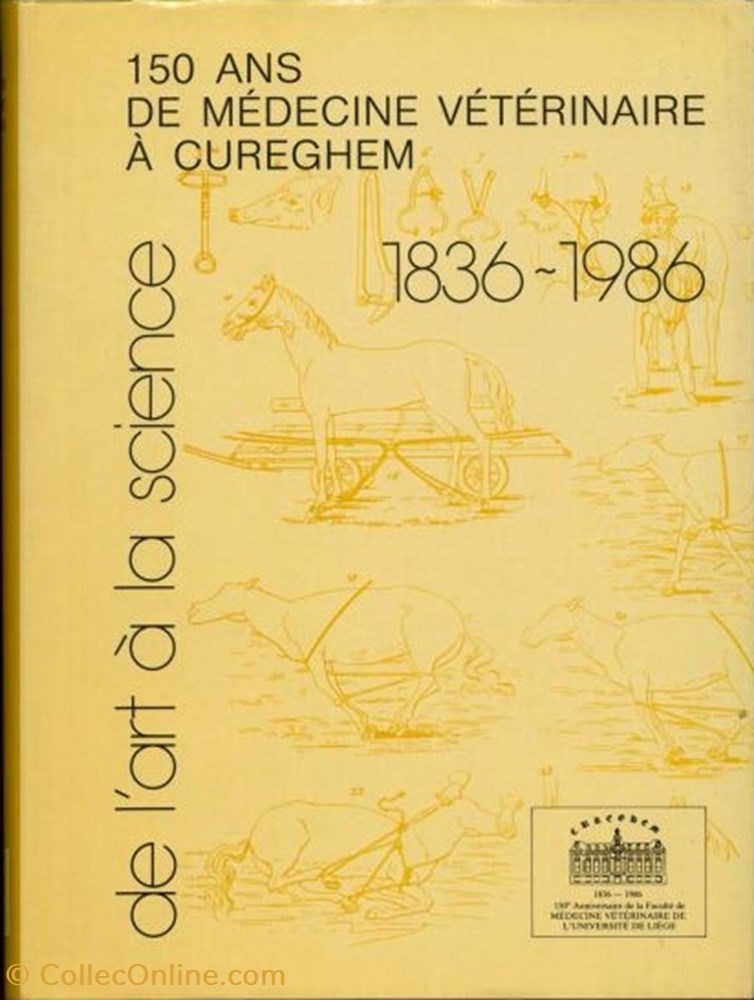 150 ANS
DE MÉDECINE VÉTÉRINAIRE
À CUREGHEM
1836~1986
de l'art à la science
CUREGHEM
1836 — 1986
150e Anniversaire de la Faculté de
MÉDECINE VÉTÉRINAIRE DE
L'UNIVERSITÉ DE LIÈGE
© CollecOnline.com